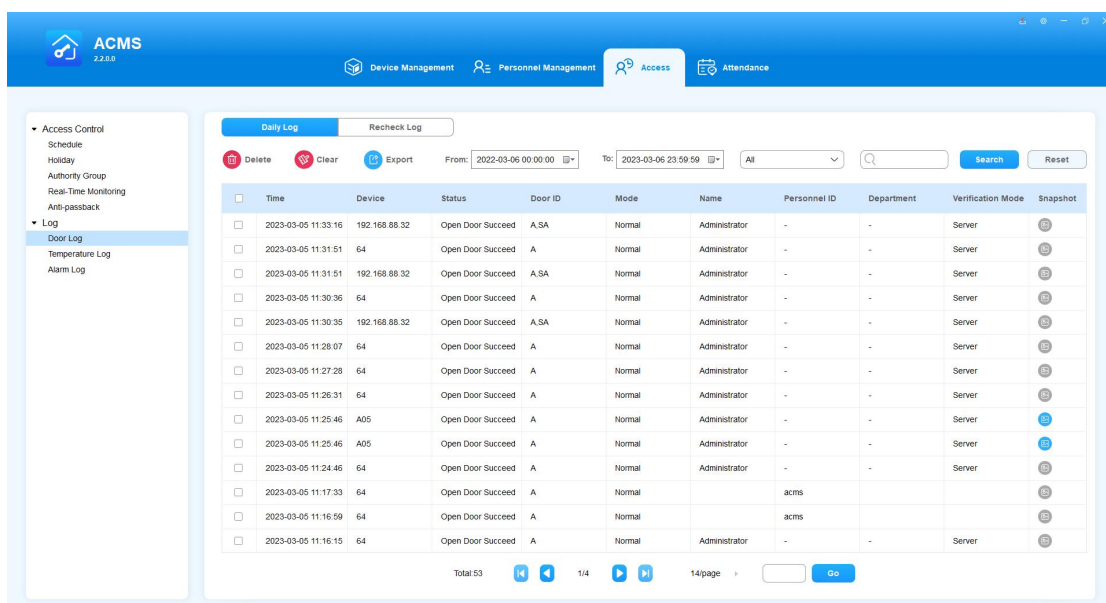 ACMS
2.2.0.0
Device Management Personnel Management Access Attendance
Access Control
Schedule
Holiday
Authority Group
Real-Time Monitoring
Anti-passback
Log
Door Log
Temperature Log
Alarm Log
Daily Log Recheck Log
Delete Clear Export From: 2022-03-06 00:00:00 To: 2023-03-06 23:59:59 All Search Reset
Time Device Status Door ID Mode Name Personnel ID Department Verification Mode Snapshot
2023-03-05 11:33:16 192.168.88.32 Open Door Succeed A,SA Normal Administrator - - Server
2023-03-05 11:31:51 64 Open Door Succeed A Normal Administrator - - Server
2023-03-05 11:31:51 192.168.88.32 Open Door Succeed A,SA Normal Administrator - - Server
2023-03-05 11:30:36 64 Open Door Succeed A Normal Administrator - - Server
2023-03-05 11:30:35 192.168.88.32 Open Door Succeed A,SA Normal Administrator - - Server
2023-03-05 11:28:07 64 Open Door Succeed A Normal Administrator - - Server
2023-03-05 11:27:28 64 Open Door Succeed A Normal Administrator - - Server
2023-03-05 11:26:31 64 Open Door Succeed A Normal Administrator - - Server
2023-03-05 11:25:46 A05 Open Door Succeed A Normal Administrator - - Server
2023-03-05 11:25:46 A05 Open Door Succeed A Normal Administrator - - Server
2023-03-05 11:24:46 64 Open Door Succeed A Normal Administrator - - Server
2023-03-05 11:17:33 64 Open Door Succeed A Normal acms
2023-03-05 11:16:59 64 Open Door Succeed A Normal acms
2023-03-05 11:16:15 64 Open Door Succeed A Normal Administrator - - Server
Total:53 1/4 14/page Go